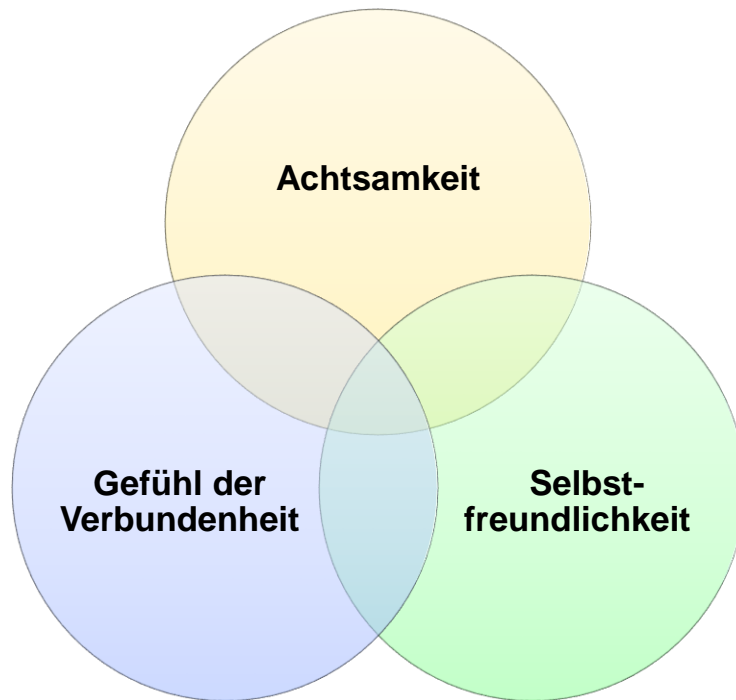 Achtsamkeit
Gefühl der
Verbundenheit
Selbst-
freundlichkeit